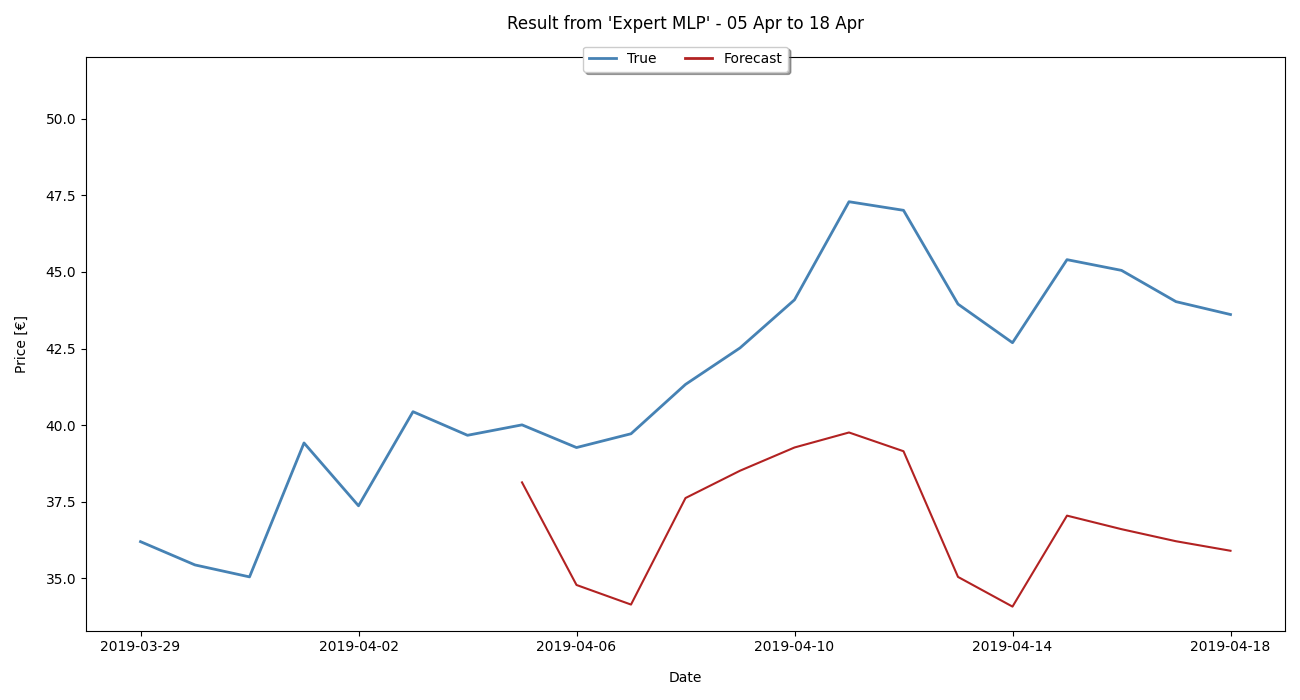 Result from 'Expert MLP' - 05 Apr to 18 Apr
True
Forecast
50.0
47.5
45.0
42.5
40.0
37.5
35.0
Price [€]
2019-03-29
2019-04-02
2019-04-06
2019-04-10
2019-04-14
2019-04-18
Date